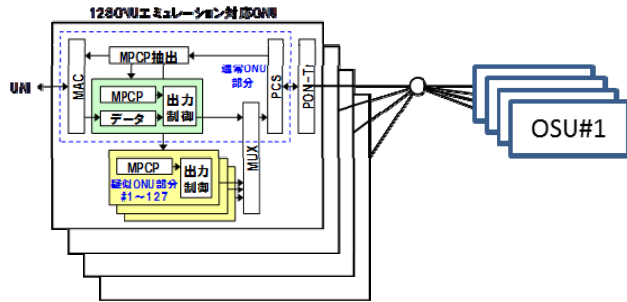 128ONUエミュレーション対応ONU
MPCP抽出
通常ONU
部分
UNI
MAC
MPCP
データ
出力
制御
PCS
PON-Tr
MUX
MPCP
出力
制御
疑似ONU部分
#1～127
OSU#1